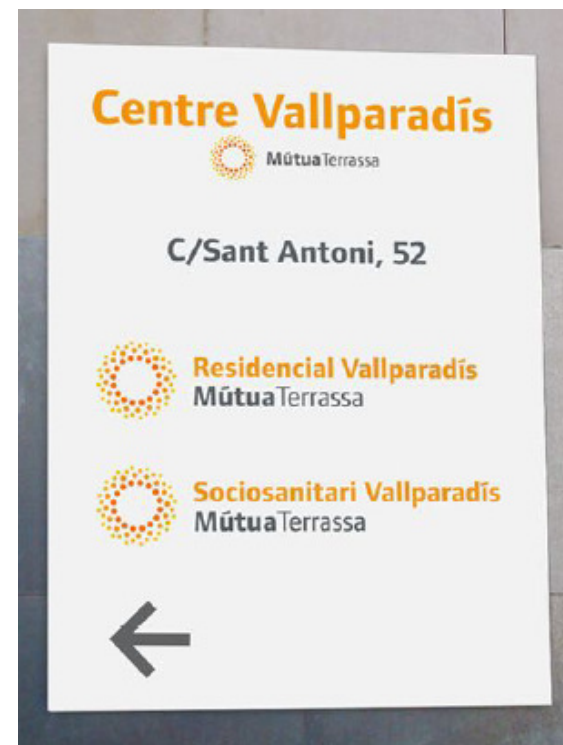 Centre Vallparadís
MútuaTerrassa
C/Sant Antoni, 52
Residencial Vallparadís
MútuaTerrassa
Sociosanitari Vallparadís
MútuaTerrassa